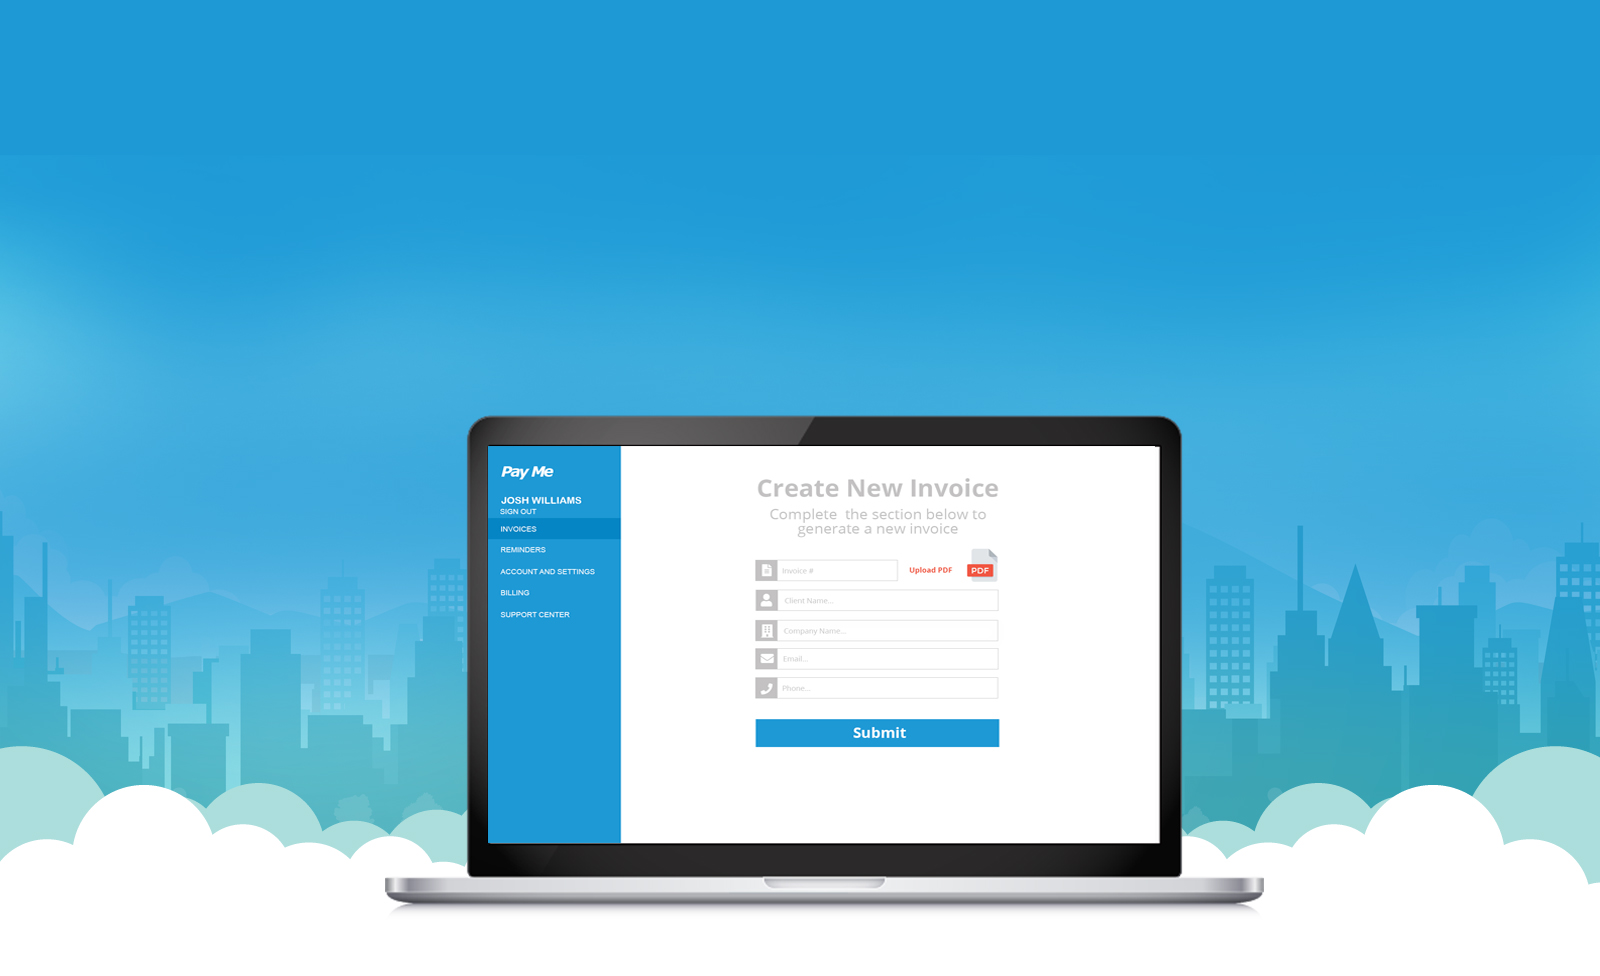 Pay Me
JOSH WILLIAMS
SIGN OUT
INVOICES
REMINDERS
ACCOUNT AND SETTINGS
BILLING
SUPPORT CENTER
Create New Invoice
Complete the section below to
generate a new invoice
Invoice #
Upload PDF
PDF
Client Name...
Company Name...
Email...
Phone...
Submit